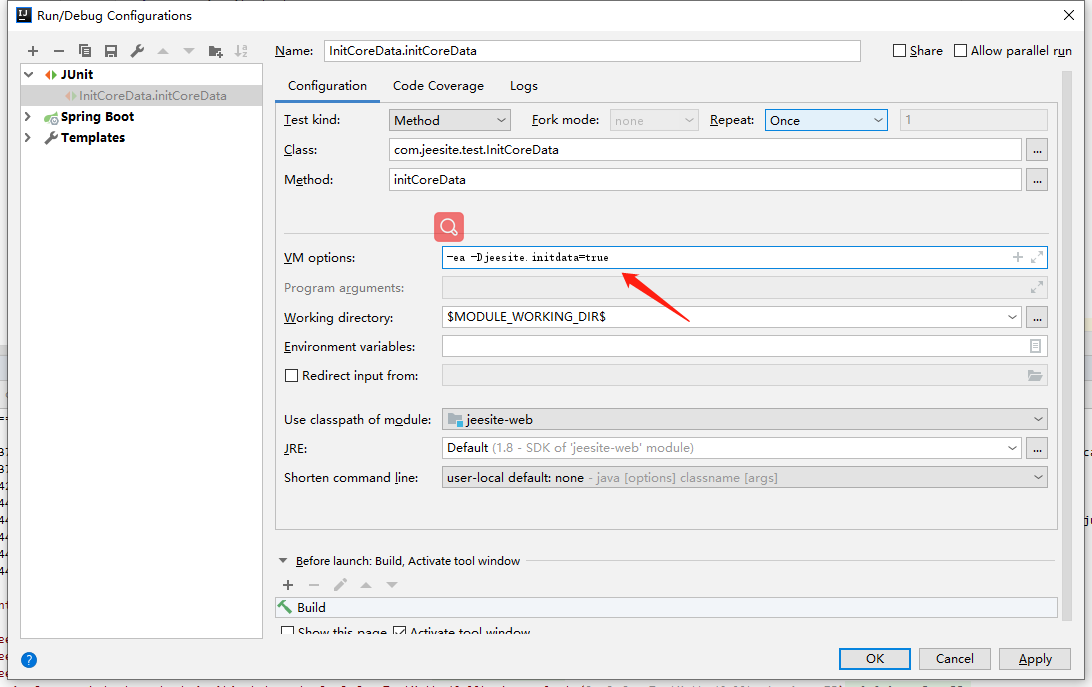 Run/Debug Configurations
Name: InitCoreData.initCoreData
Share
Allow parallel run
JUnit
InitCoreData.initCoreData
Spring Boot
Templates
Configuration Code Coverage Logs
Test kind: Method Fork mode: none Repeat: Once 1
Class: com.jeesite.test.InitCoreData ...
Method: initCoreData ...
VM options: -ea -Djeesite.initdata=true
Program arguments:
Working directory: $MODULE_WORKING_DIR$ ...
Environment variables:
Redirect input from:
Use classpath of module: jeesite-web
JRE: Default (1.8 - SDK of 'jeesite-web' module) ...
Shorten command line: user-local default: none - java [options] classname [args]
Before launch: Build, Activate tool window
Build
Show this page Activate tool window
? OK Cancel Apply